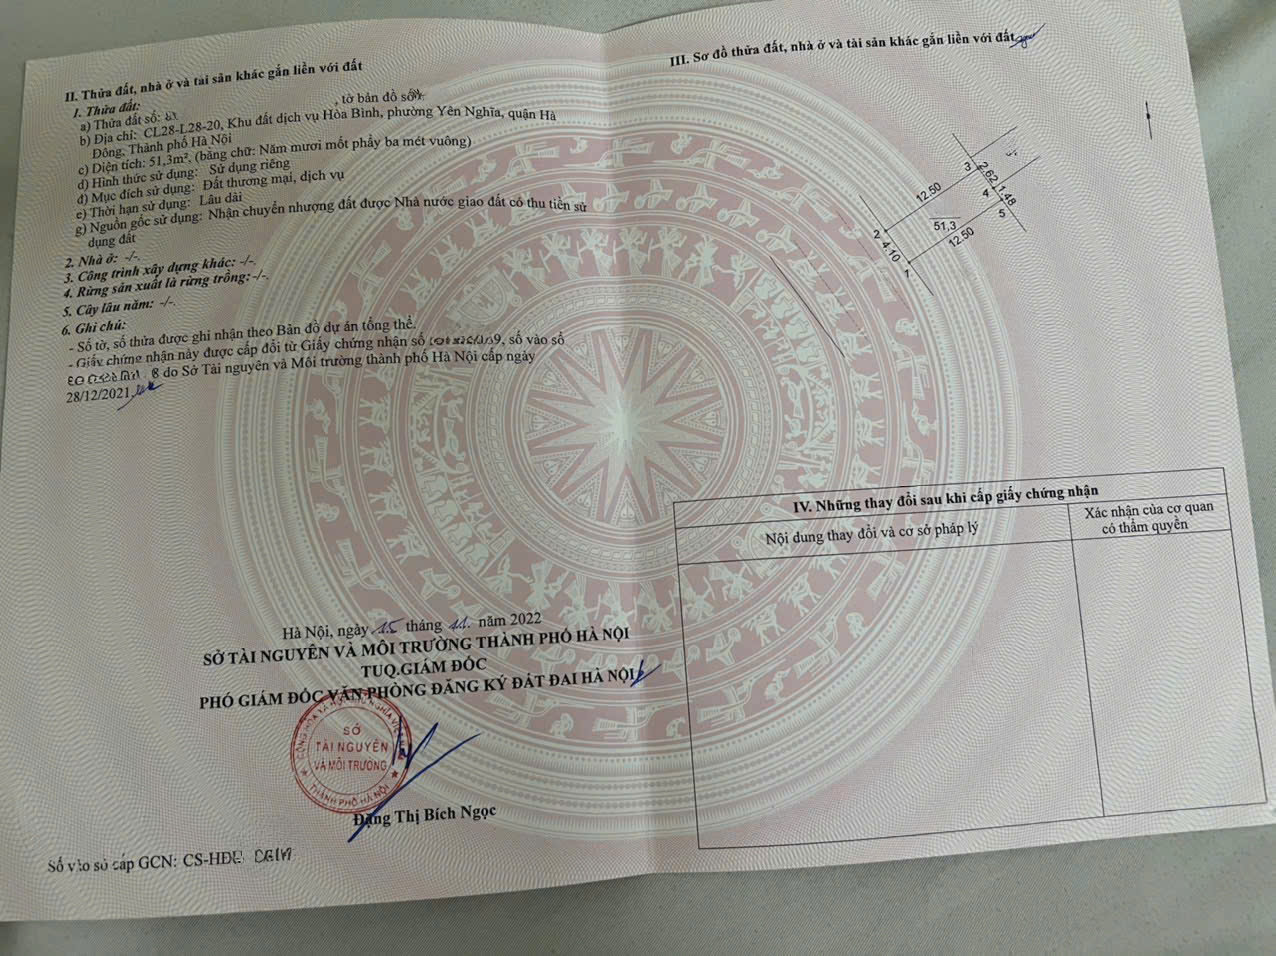 II. Thửa đất, nhà ở và tài sản khác gắn liền với đất
1. Thửa đất:
a) Thửa đất số: , tờ bản đồ số
b) Địa chỉ: CL28-L28-20, Khu đất dịch vụ Hòa Bình, phường Yên Nghĩa, quận Hà
Đông, Thành phố Hà Nội
c) Diện tích: 51,3m², (bằng chữ: Năm mươi mốt phẩy ba mét vuông)
d) Hình thức sử dụng: Sử dụng riêng
đ) Mục đích sử dụng: Đất thương mại, dịch vụ
e) Thời hạn sử dụng: Lâu dài
g) Nguồn gốc sử dụng: Nhận chuyển nhượng đất được Nhà nước giao đất có thu tiền sử
dụng đất
2. Nhà ở: -/-.
3. Công trình xây dựng khác: -/-.
4. Rừng sản xuất là rừng trồng: -/-.
5. Cây lâu năm: -/-.
6. Ghi chú:
- Số tờ, số thửa được ghi nhận theo Bản đồ dự án tổng thể.
- Giấy chứng nhận này được cấp đổi từ Giấy chứng nhận số , số vào sổ
do Sở Tài nguyên và Môi trường thành phố Hà Nội cấp ngày
28/12/2021.
Hà Nội, ngày 15 tháng 11 năm 2022
SỞ TÀI NGUYÊN VÀ MÔI TRƯỜNG THÀNH PHỐ HÀ NỘI
TUQ.GIÁM ĐỐC
PHÓ GIÁM ĐỐC VĂN PHÒNG ĐĂNG KÝ ĐẤT ĐAI HÀ NỘI
SỞ
TÀI NGUYÊN
VÀ MÔI TRƯỜNG
THÀNH PHỐ HÀ NỘI
Đặng Thị Bích Ngọc
Số vào sổ cấp GCN: CS-HDĐ
III. Sơ đồ thửa đất, nhà ở và tài sản khác gắn liền với đất
3
2.62
1.48
12.50
4
5
51,3
2
4.10
12.50
1
IV. Những thay đổi sau khi cấp giấy chứng nhận
Nội dung thay đổi và cơ sở pháp lý
Xác nhận của cơ quan
có thẩm quyền